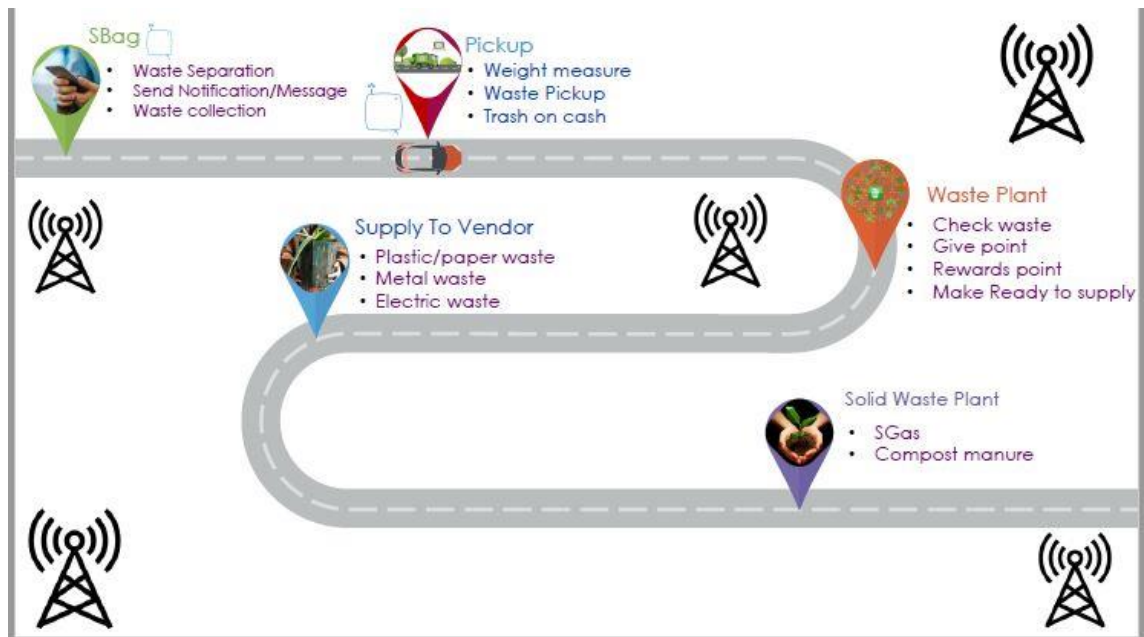 SBag
• Waste Separation
• Send Notification/Message
• Waste collection
Pickup
• Weight measure
• Waste Pickup
• Trash on cash
Waste Plant
• Check waste
• Give point
• Rewards point
• Make Ready to supply
Supply To Vendor
• Plastic/paper waste
• Metal waste
• Electric waste
Solid Waste Plant
• SGas
• Compost manure